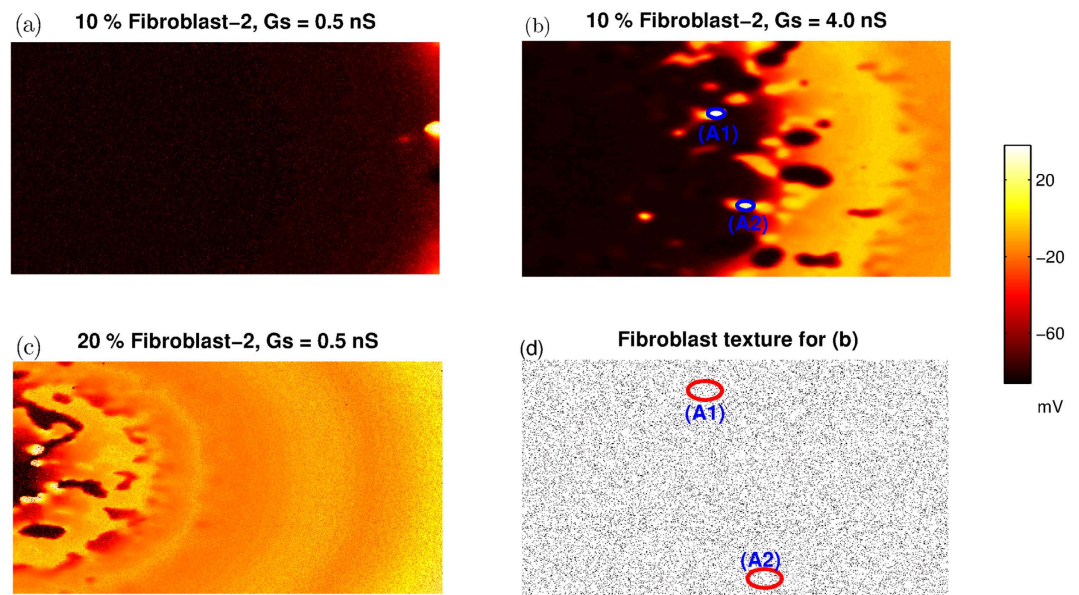 (a) 10 % Fibroblast−2, Gs = 0.5 nS
(b) 10 % Fibroblast−2, Gs = 4.0 nS
(A1)
(A2)
20
−20
−60
mV
(c) 20 % Fibroblast−2, Gs = 0.5 nS
(d) Fibroblast texture for (b)
(A1)
(A2)